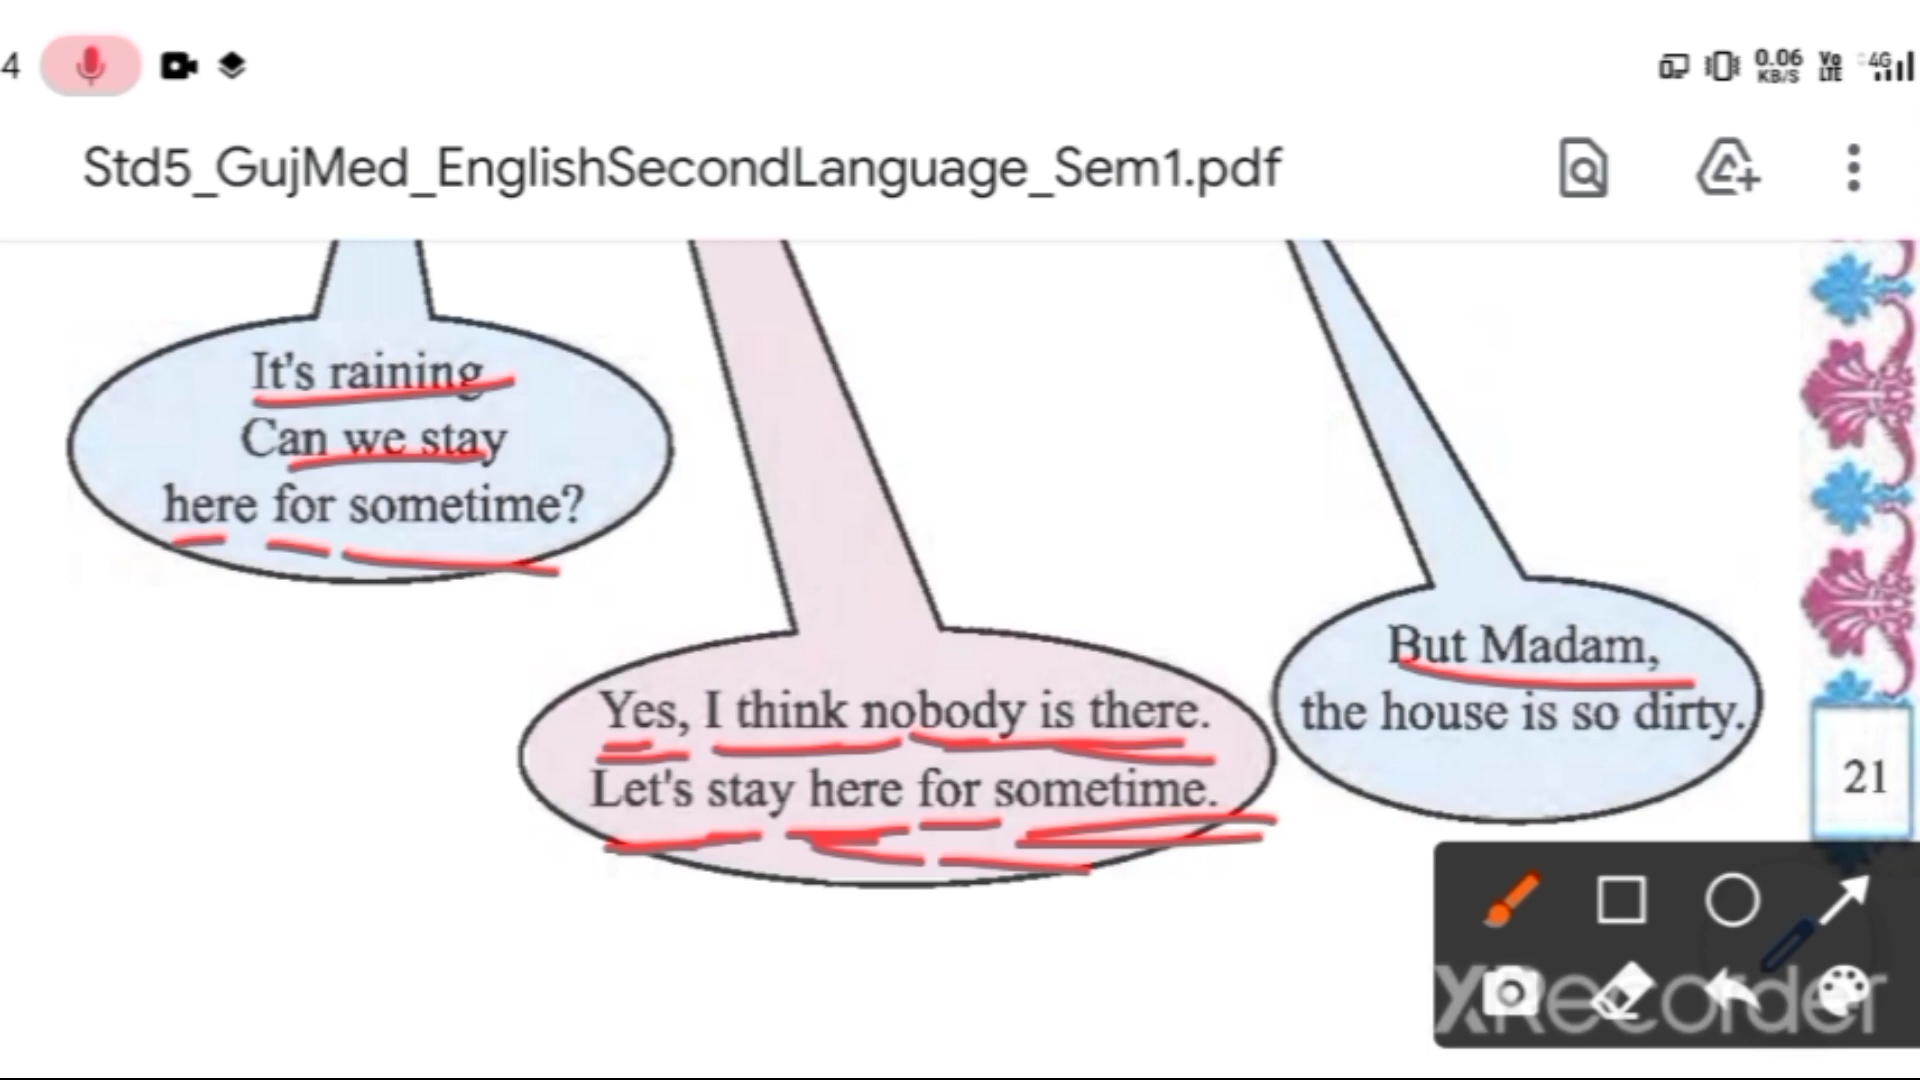 4
0.06
KB/S
Vo
LTE
4G
Std5_GujMed_EnglishSecondLanguage_Sem1.pdf
It's raining
Can we stay
here for sometime?
Yes, I think nobody is there.
Let's stay here for sometime.
But Madam,
the house is so dirty.
21
XRecorder